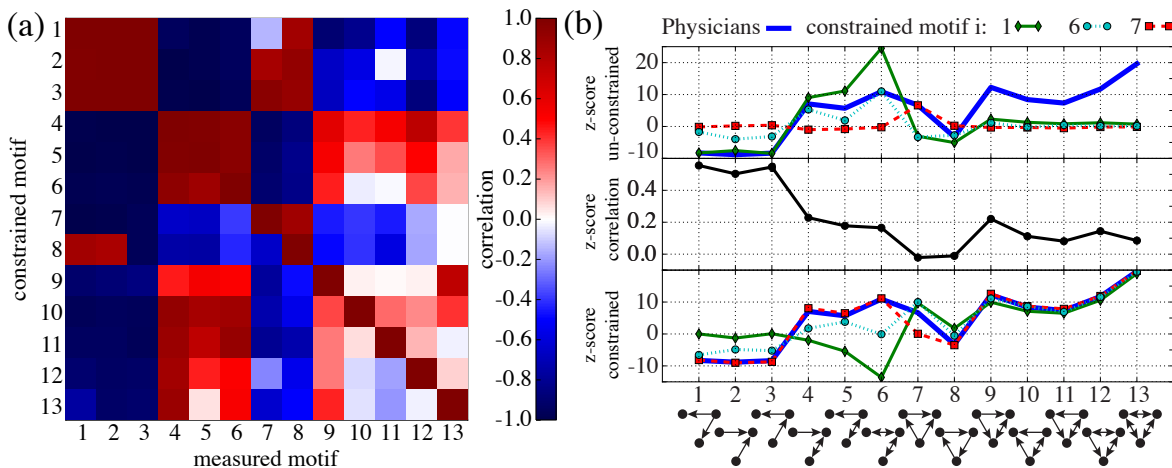 (a)
1
2
3
4
5
6
7
8
9
10
11
12
13
constrained motif
1 2 3 4 5 6 7 8 9 10 11 12 13
measured motif
1.0
0.8
0.6
0.4
0.2
0.0
-0.2
-0.4
-0.6
-0.8
-1.0
correlation
(b) Physicians constrained motif i: 1 6 7
z-score
un-constrained
20
10
0
-10
z-score
correlation
0.4
0.2
0.0
z-score
constrained
10
0
-10
1 2 3 4 5 6 7 8 9 10 11 12 13